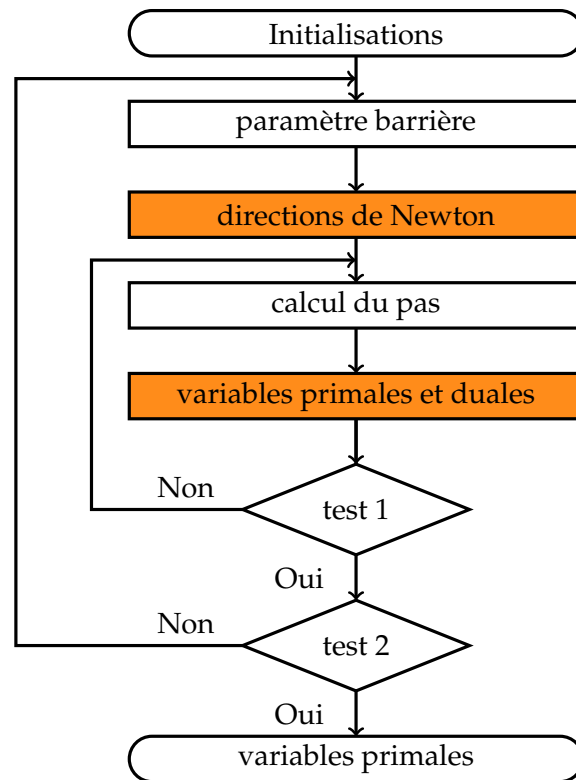 Initialisations
paramètre barrière
directions de Newton
calcul du pas
variables primales et duales
Non
test 1
Oui
Non
test 2
Oui
variables primales